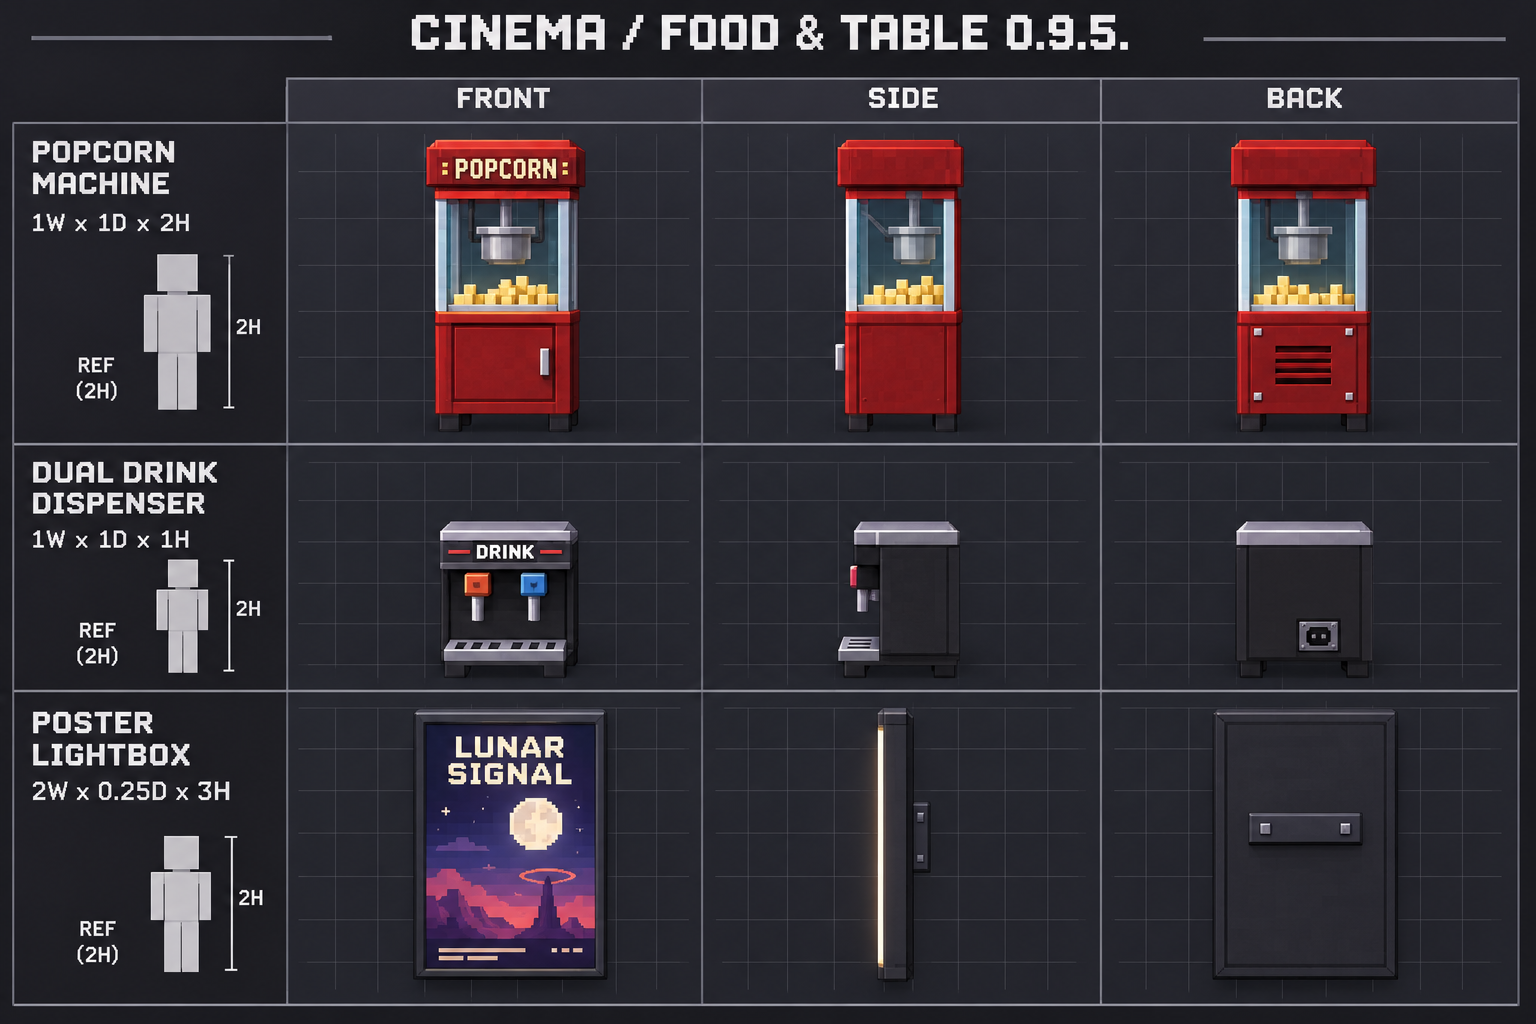 CINEMA / FOOD & TABLE 0.9.5.
FRONT
SIDE
BACK
POPCORN
MACHINE
1W x 1D x 2H
2H
REF
(2H)
: POPCORN :
DUAL DRINK
DISPENSER
1W x 1D x 1H
2H
REF
(2H)
DRINK
POSTER
LIGHTBOX
2W x 0.25D x 3H
2H
REF
(2H)
LUNAR
SIGNAL